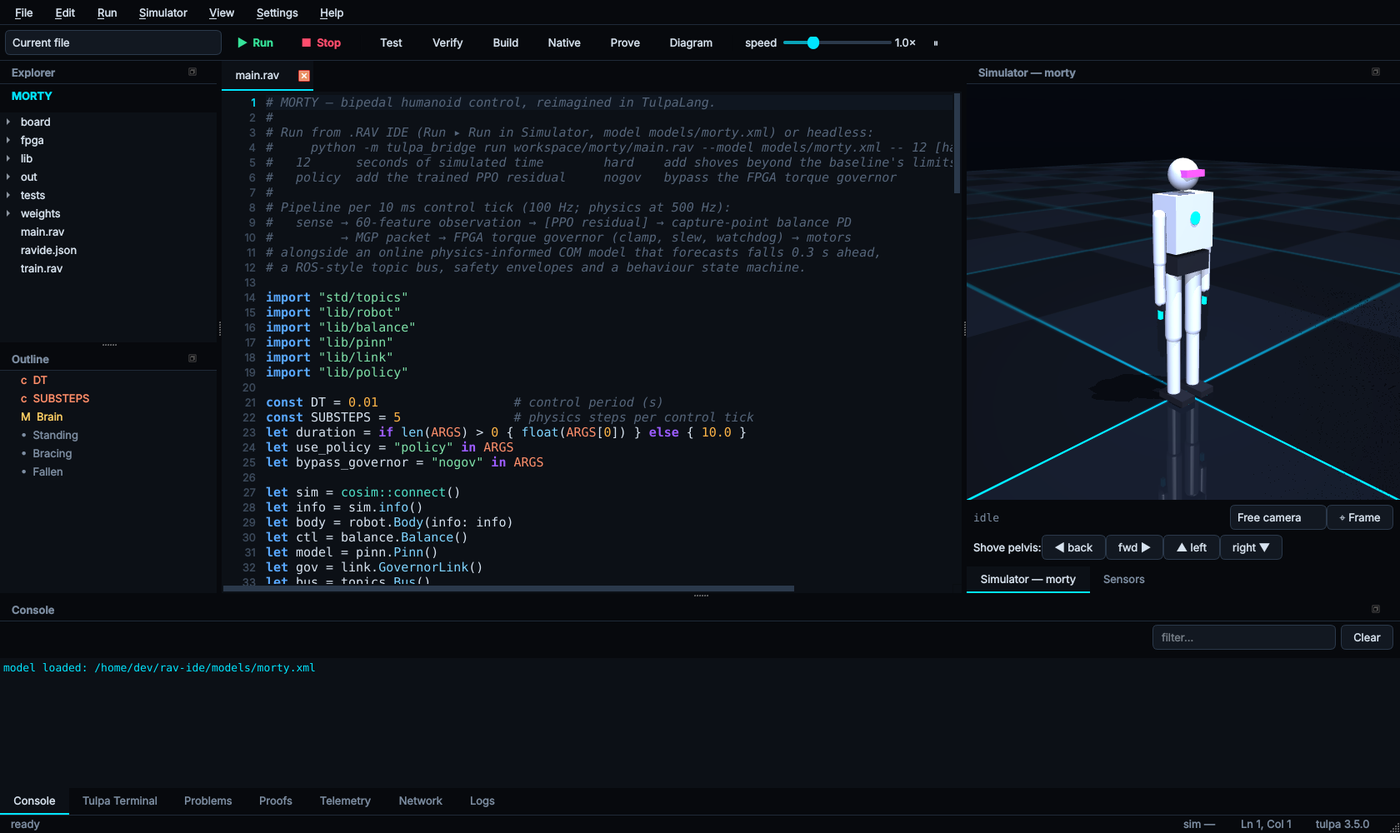 File Edit Run Simulator View Settings Help
Current file
Run Stop Test Verify Build Native Prove Diagram speed 1.0×
Explorer
MORTY
board
fpga
lib
out
tests
weights
main.rav
ravide.json
train.rav
Outline
c DT
c SUBSTEPS
M Brain
• Standing
• Bracing
• Fallen
main.rav
1 # MORTY — bipedal humanoid control, reimagined in TulpaLang.
2 #
3 # Run from .RAV IDE (Run ▸ Run in Simulator, model models/morty.xml) or headless:
4 #     python -m tulpa_bridge run workspace/morty/main.rav --model models/morty.xml -- 12 [ha
5 #   12      seconds of simulated time        hard    add shoves beyond the baseline's limits
6 #   policy  add the trained PPO residual     nogov   bypass the FPGA torque governor
7 #
8 # Pipeline per 10 ms control tick (100 Hz; physics at 500 Hz):
9 #   sense → 60-feature observation → [PPO residual] → capture-point balance PD
10 #         → MGP packet → FPGA torque governor (clamp, slew, watchdog) → motors
11 # alongside an online physics-informed COM model that forecasts falls 0.3 s ahead,
12 # a ROS-style topic bus, safety envelopes and a behaviour state machine.
13
14 import "std/topics"
15 import "lib/robot"
16 import "lib/balance"
17 import "lib/pinn"
18 import "lib/link"
19 import "lib/policy"
20
21 const DT = 0.01                  # control period (s)
22 const SUBSTEPS = 5               # physics steps per control tick
23 let duration = if len(ARGS) > 0 { float(ARGS[0]) } else { 10.0 }
24 let use_policy = "policy" in ARGS
25 let bypass_governor = "nogov" in ARGS
26
27 let sim = cosim::connect()
28 let info = sim.info()
29 let body = robot.Body(info: info)
30 let ctl = balance.Balance()
31 let model = pinn.Pinn()
32 let gov = link.GovernorLink()
33 let bus = topics.Bus()
Simulator — morty
idle
Free camera
⌖ Frame
Shove pelvis: ◀ back fwd ▶ ▲ left right ▼
Simulator — morty Sensors
Console
filter...
Clear
model loaded: /home/dev/rav-ide/models/morty.xml
Console Tulpa Terminal Problems Proofs Telemetry Network Logs
ready
sim — Ln 1, Col 1 tulpa 3.5.0